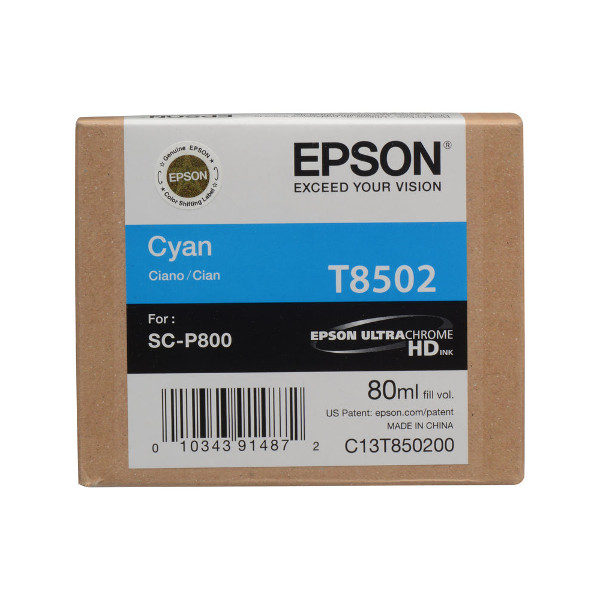 Genuine EPSON
EPSON
Color Shifting Label
EPSON®
EXCEED YOUR VISION
Cyan
Ciano / Cian
T8502
For :
SC-P800
EPSON ULTRACHROME
HD INK
80ml fill vol.
US Patent: epson.com/patent
MADE IN CHINA
0 10343 91487 2
C13T850200